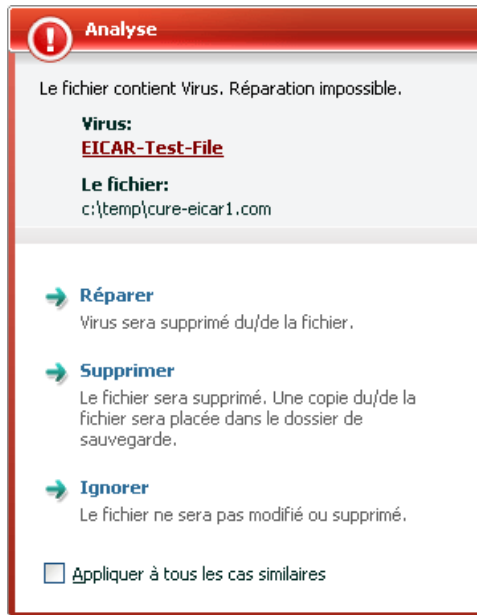 Analyse
Le fichier contient Virus. Réparation impossible.
Virus:
EICAR-Test-File
Le fichier:
c:\temp\cure-eicar1.com
Réparer
Virus sera supprimé du/de la fichier.
Supprimer
Le fichier sera supprimé. Une copie du/de la
fichier sera placée dans le dossier de
sauvegarde.
Ignorer
Le fichier ne sera pas modifié ou supprimé.
Appliquer à tous les cas similaires